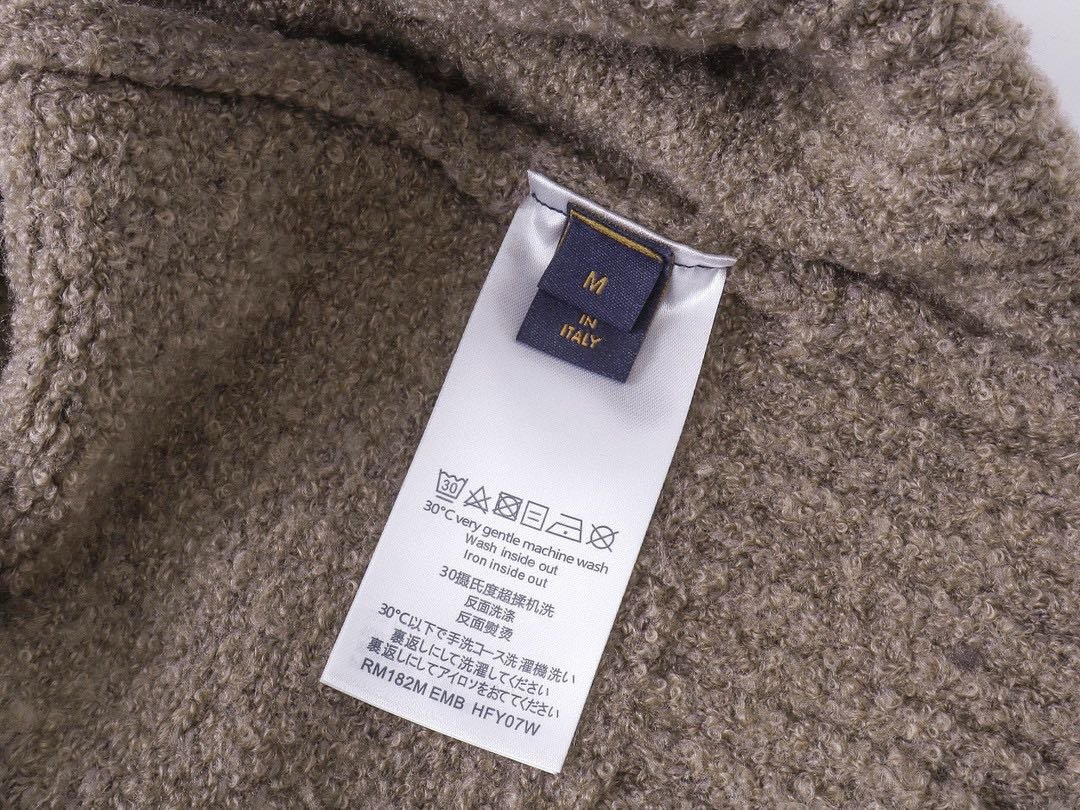 M
IN
ITALY
30
30°C very gentle machine wash
Wash inside out
Iron inside out
30摄氏度超揉机洗
反面洗涤
反面熨烫
30℃以下で手洗コース洗濯機洗い
裏返しにして洗濯してください
裏返しにしてアイロンをおててください
RM182M EMB HFY07W